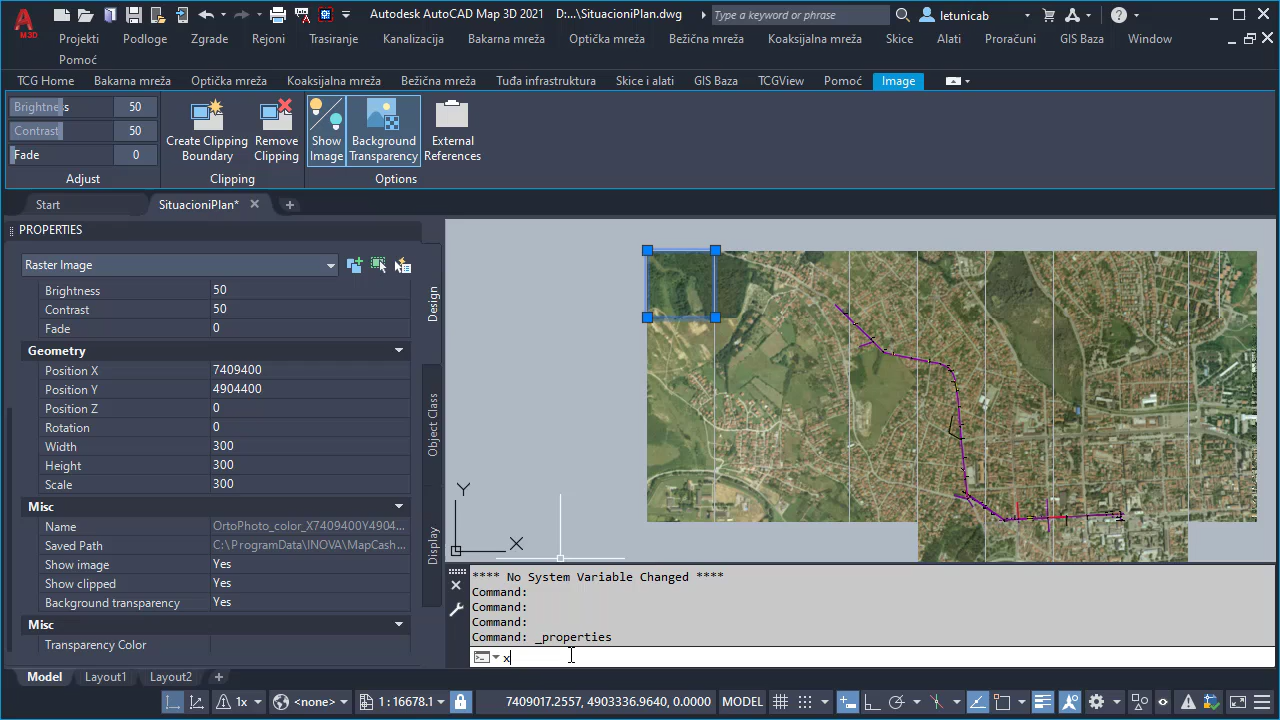 Autodesk AutoCAD Map 3D 2021 D:\...\SituacioniPlan.dwg Type a keyword or phrase letunicab
M3D
Projekti Podloge Zgrade Rejoni Trasiranje Kanalizacija Bakarna mreža Optička mreža Bežična mreža Koaksijalna mreža Skice Alati Proračuni GIS Baza Window
Pomoć
TCG Home Bakarna mreža Optička mreža Koaksijalna mreža Bežična mreža Tuđa infrastruktura Skice i alati GIS Baza TCGView Pomoć Image
Brightness 50
Contrast 50
Fade 0
Create Clipping Boundary
Remove Clipping
Show Image
Background Transparency
External References
Adjust Clipping Options
Start SituacioniPlan*
PROPERTIES
Raster Image
Brightness 50
Contrast 50
Fade 0
Geometry
Position X 7409400
Position Y 4904400
Position Z 0
Rotation 0
Width 300
Height 300
Scale 300
Misc
Name OrtoPhoto_color_X7409400Y4904...
Saved Path C:\ProgramData\INOVA\MapCash...
Show image Yes
Show clipped Yes
Background transparency Yes
Misc
Transparency Color
Design
Object Class
Display
Y
X
**** No System Variable Changed ****
Command:
Command:
Command:
Command: _properties
x
Model Layout1 Layout2
1x <none> 1:16678.1 7409017.2557, 4903336.9640, 0.0000 MODEL